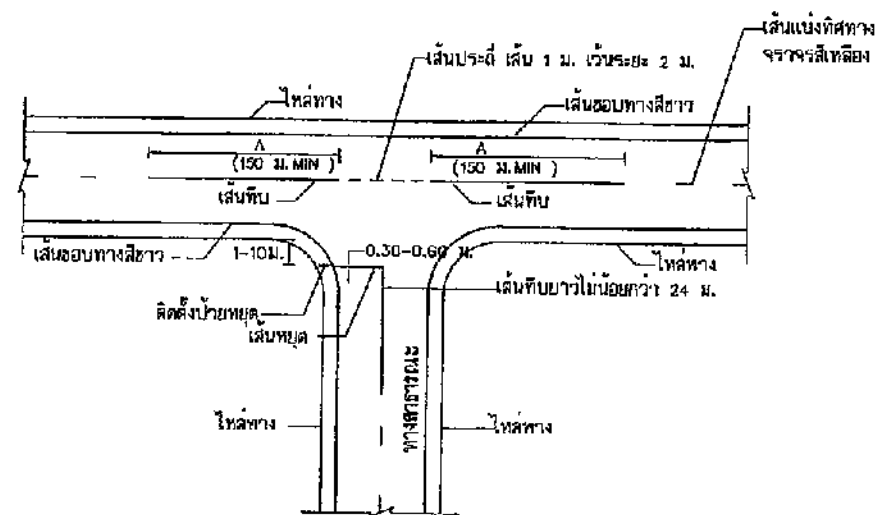 เส้นแบ่งทิศทาง
จราจรสีเหลือง
เส้นประถี่ เส้น 1 ม. เว้นระยะ 2 ม.
ไหล่ทาง
เส้นขอบทางสีขาว
A
(150 ม.MIN )
A
(150 ม.MIN )
เส้นทึบ
เส้นทึบ
เส้นขอบทางสีขาว
1-10ม.
0.30-0.60 ม.
ไหล่ทาง
ติดตั้งป้ายหยุด
เส้นหยุด
เส้นทึบยาวไม่น้อยกว่า 24 ม.
ทางสาธารณะ
ไหล่ทาง
ไหล่ทาง